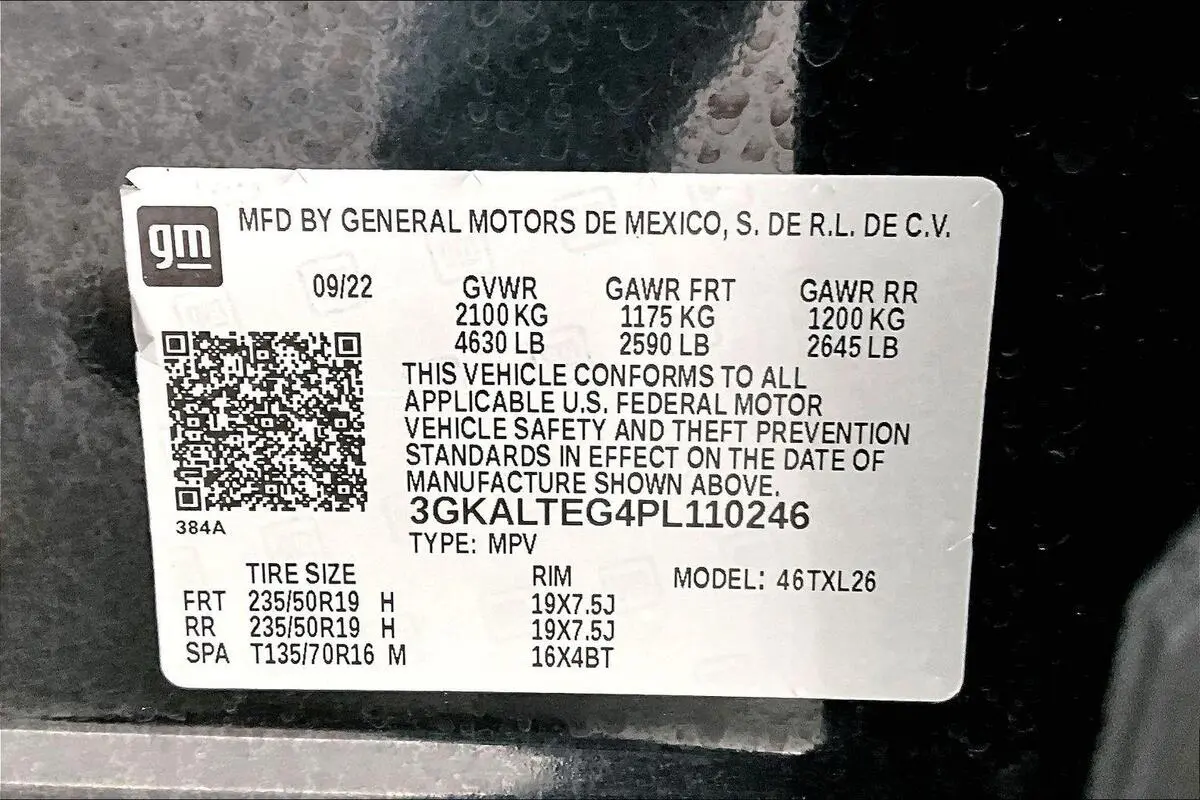 gm
MFD BY GENERAL MOTORS DE MEXICO, S. DE R.L. DE C.V.
09/22 GVWR GAWR FRT GAWR RR
2100 KG 1175 KG 1200 KG
4630 LB 2590 LB 2645 LB
THIS VEHICLE CONFORMS TO ALL
APPLICABLE U.S. FEDERAL MOTOR
VEHICLE SAFETY AND THEFT PREVENTION
STANDARDS IN EFFECT ON THE DATE OF
MANUFACTURE SHOWN ABOVE.
3GKALTEG4PL110246
384A
TYPE: MPV
TIRE SIZE RIM MODEL: 46TXL26
FRT 235/50R19 H 19X7.5J
RR 235/50R19 H 19X7.5J
SPA T135/70R16 M 16X4BT